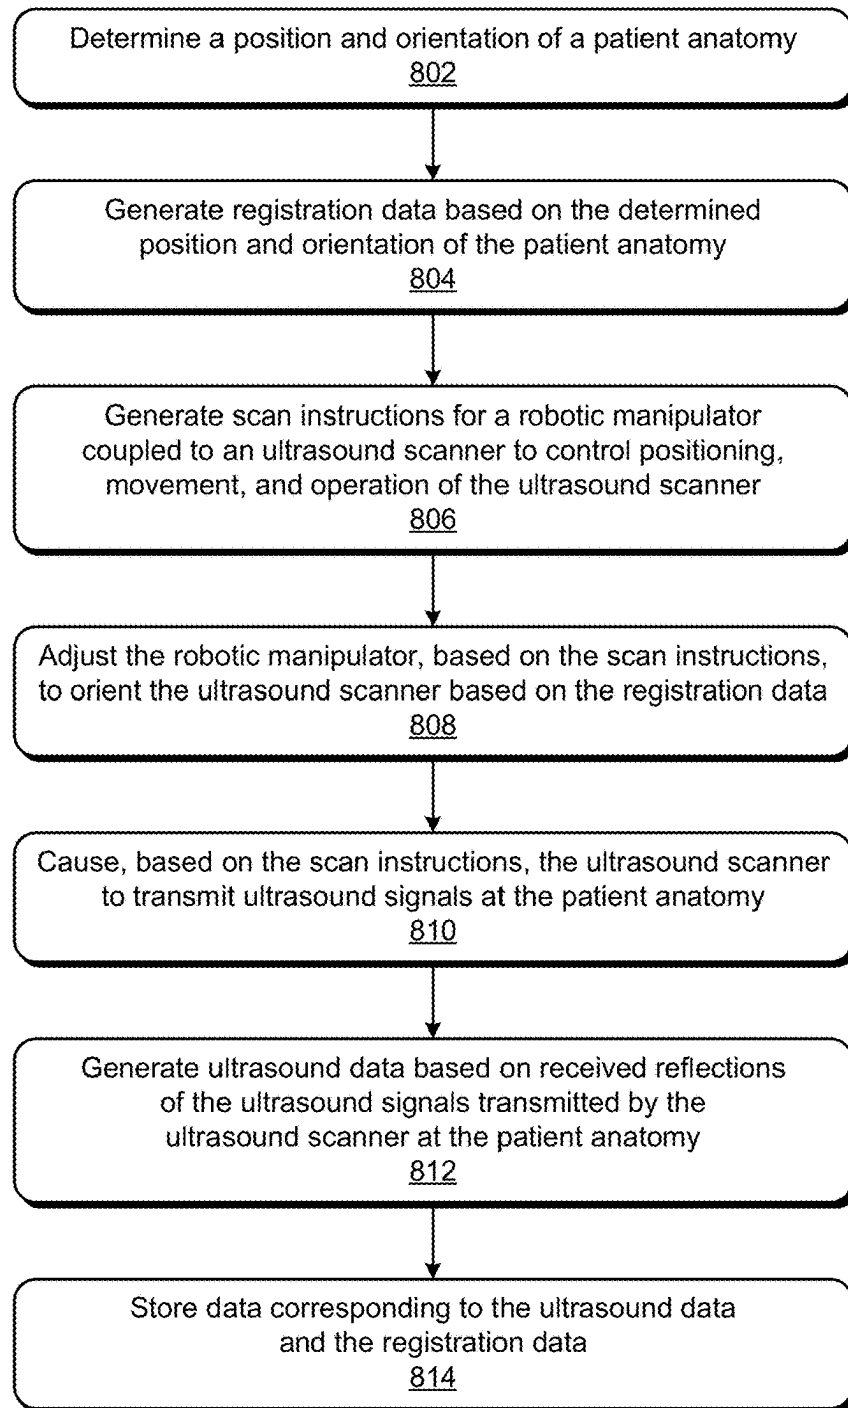 Determine a position and orientation of a patient anatomy
802
Generate registration data based on the determined
position and orientation of the patient anatomy
804
Generate scan instructions for a robotic manipulator
coupled to an ultrasound scanner to control positioning,
movement, and operation of the ultrasound scanner
806
Adjust the robotic manipulator, based on the scan instructions,
to orient the ultrasound scanner based on the registration data
808
Cause, based on the scan instructions, the ultrasound scanner
to transmit ultrasound signals at the patient anatomy
810
Generate ultrasound data based on received reflections
of the ultrasound signals transmitted by the
ultrasound scanner at the patient anatomy
812
Store data corresponding to the ultrasound data
and the registration data
814